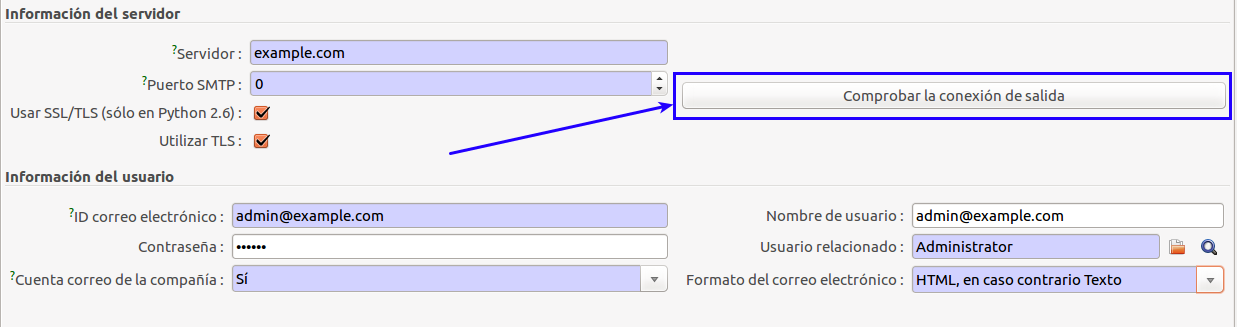 Información del servidor
?Servidor : example.com
?Puerto SMTP : 0
Comprobar la conexión de salida
Usar SSL/TLS (sólo en Python 2.6) :
Utilizar TLS :
Información del usuario
?ID correo electrónico : admin@example.com Nombre de usuario : admin@example.com
Contraseña : •••••• Usuario relacionado : Administrator
?Cuenta correo de la compañía : Sí Formato del correo electrónico : HTML, en caso contrario Texto